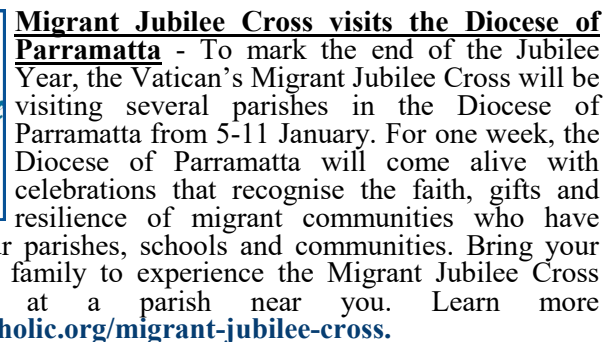 Migrant Jubilee Cross visits the Diocese of
Parramatta - To mark the end of the Jubilee
Year, the Vatican's Migrant Jubilee Cross will be
visiting several parishes in the Diocese of
Parramatta from 5-11 January. For one week, the
Diocese of Parramatta will come alive with
celebrations that recognise the faith, gifts and
resilience of migrant communities who have
parishes, schools and communities. Bring your
family to experience the Migrant Jubilee Cross
at a parish near you. Learn more
holic.org/migrant-jubilee-cross.